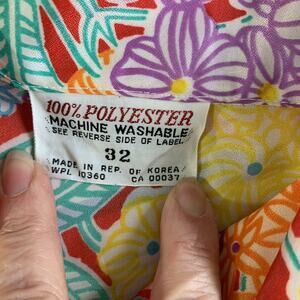 100% POLYESTER
MACHINE WASHABLE
SEE REVERSE SIDE OF LABEL
32
MADE IN REP. OF KOREA
WPL 10360 CA 00037